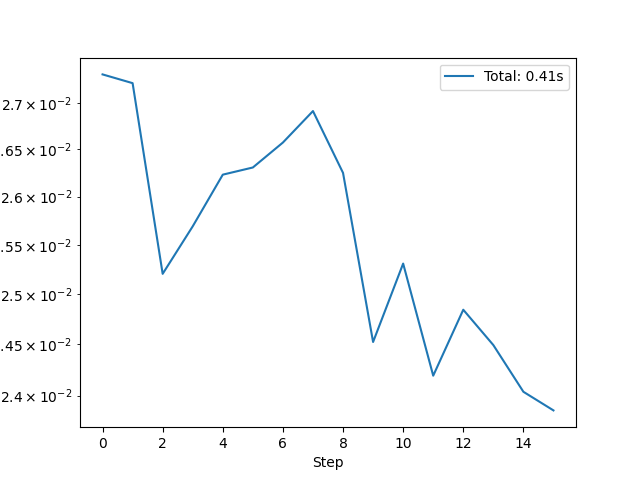 Total: 0.41s
2.7 × 10⁻²
.65 × 10⁻²
2.6 × 10⁻²
.55 × 10⁻²
2.5 × 10⁻²
.45 × 10⁻²
2.4 × 10⁻²
0 2 4 6 8 10 12 14
Step